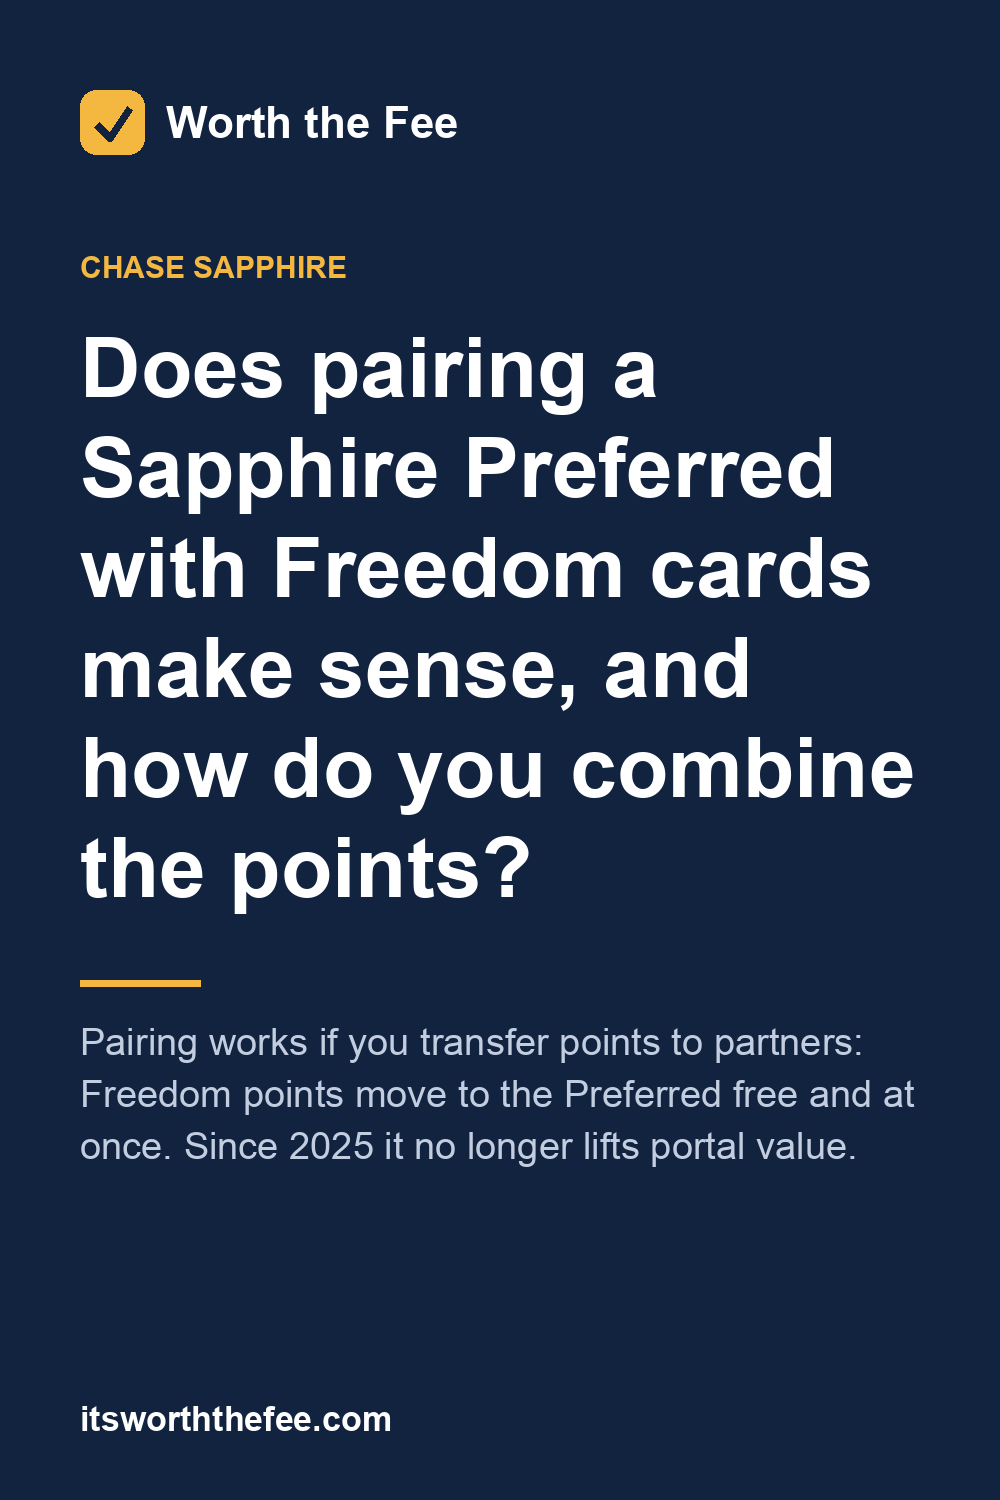 Worth the Fee
CHASE SAPPHIRE
Does pairing a
Sapphire Preferred
with Freedom cards
make sense, and
how do you combine
the points?
Pairing works if you transfer points to partners:
Freedom points move to the Preferred free and at
once. Since 2025 it no longer lifts portal value.
itsworththefee.com